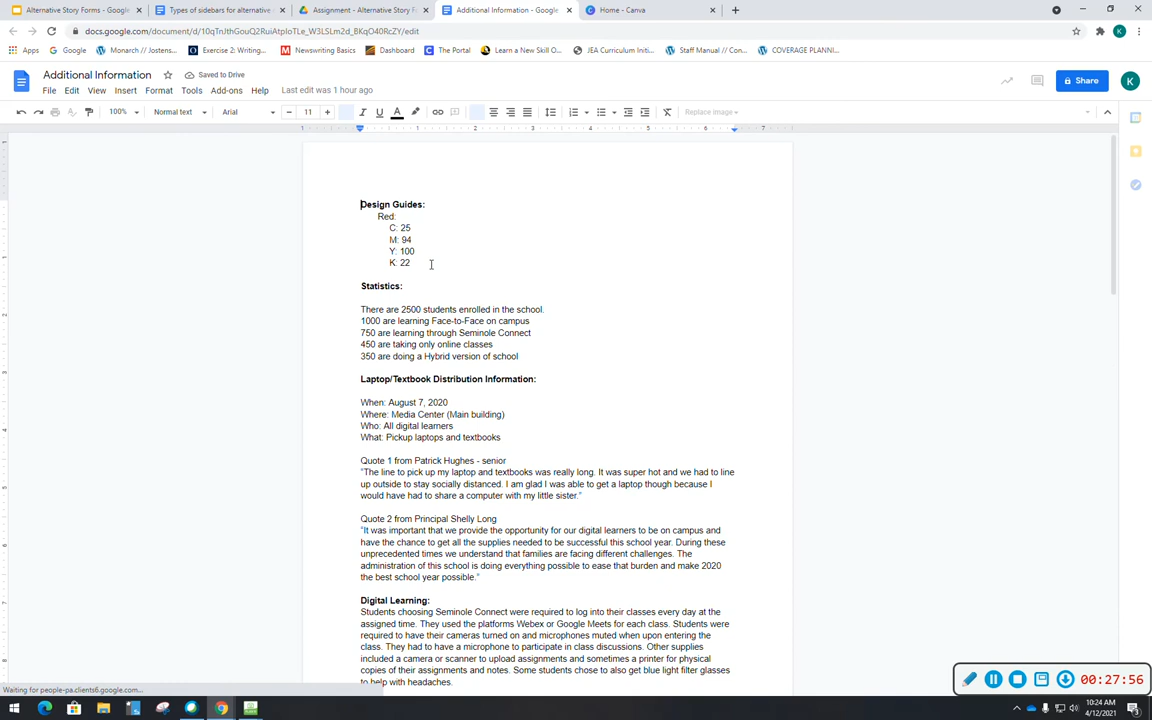 Alternative Story Forms - Google
Types of sidebars for alternative
Assignment - Alternative Story F
Additional Information - Google
Home - Canva
docs.google.com/document/d/10qTnJthGouQ2RuiAtploTLe_W3LSLm2d_BKqO40RcZY/edit
Apps
Google
Monarch // Jostens...
Exercise 2: Writing...
Newswriting Basics
Dashboard
The Portal
Learn a New Skill O...
JEA Curriculum Initi...
Staff Manual // Con...
COVERAGE PLANNI...
Additional Information
Saved to Drive
File Edit View Insert Format Tools Add-ons Help Last edit was 1 hour ago
Share
K
100% Normal text Arial 11 Replace image
Design Guides:
Red:
C: 25
M: 94
Y: 100
K: 22
Statistics:
There are 2500 students enrolled in the school.
1000 are learning Face-to-Face on campus
750 are learning through Seminole Connect
450 are taking only online classes
350 are doing a Hybrid version of school
Laptop/Textbook Distribution Information:
When: August 7, 2020
Where: Media Center (Main building)
Who: All digital learners
What: Pickup laptops and textbooks
Quote 1 from Patrick Hughes - senior
"The line to pick up my laptop and textbooks was really long. It was super hot and we had to line
up outside to stay socially distanced. I am glad I was able to get a laptop though because I
would have had to share a computer with my little sister."
Quote 2 from Principal Shelly Long
"It was important that we provide the opportunity for our digital learners to be on campus and
have the chance to get all the supplies needed to be successful this school year. During these
unprecedented times we understand that families are facing different challenges. The
administration of this school is doing everything possible to ease that burden and make 2020
the best school year possible."
Digital Learning:
Students choosing Seminole Connect were required to log into their classes every day at the
assigned time. They used the platforms Webex or Google Meets for each class. Students were
required to have their cameras turned on and microphones muted when upon entering the
class. They had to have a microphone to participate in class discussions. Other supplies
included a camera or scanner to upload assignments and sometimes a printer for physical
copies of their assignments and notes. Some students chose to also get blue light filter glasses
to help with headaches.
Waiting for people-pa.clients6.google.com...
00:27:56
10:24 AM
4/12/2021